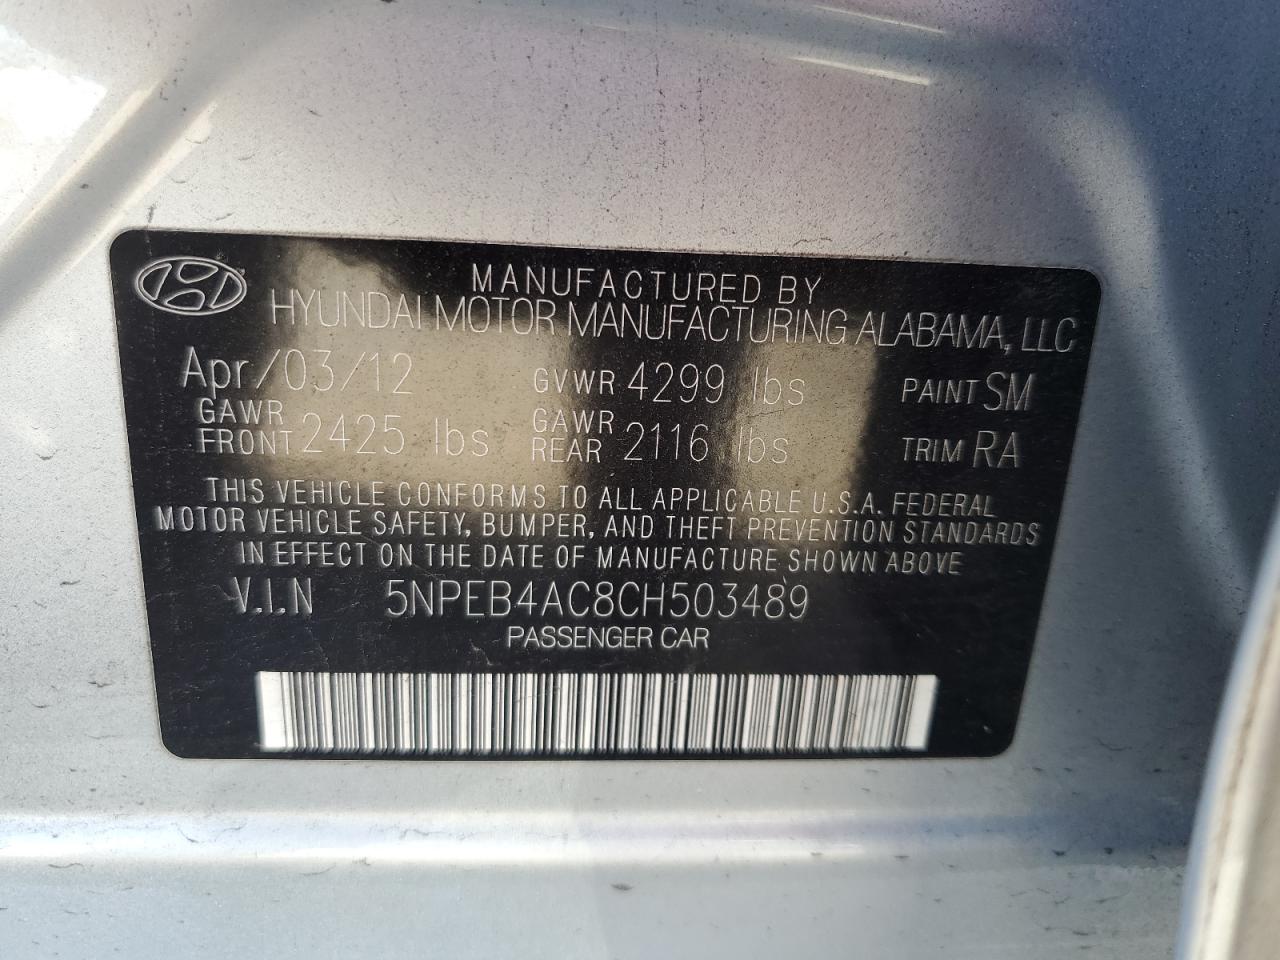 MANUFACTURED BY
HYUNDAI MOTOR MANUFACTURING ALABAMA, LLC
Apr/03/12 GVWR 4299 lbs PAINT SM
GAWR FRONT 2425 lbs GAWR REAR 2116 lbs TRIM RA
THIS VEHICLE CONFORMS TO ALL APPLICABLE U.S.A. FEDERAL
MOTOR VEHICLE SAFETY, BUMPER, AND THEFT PREVENTION STANDARDS
IN EFFECT ON THE DATE OF MANUFACTURE SHOWN ABOVE
V.I.N 5NPEB4AC8CH503489
PASSENGER CAR